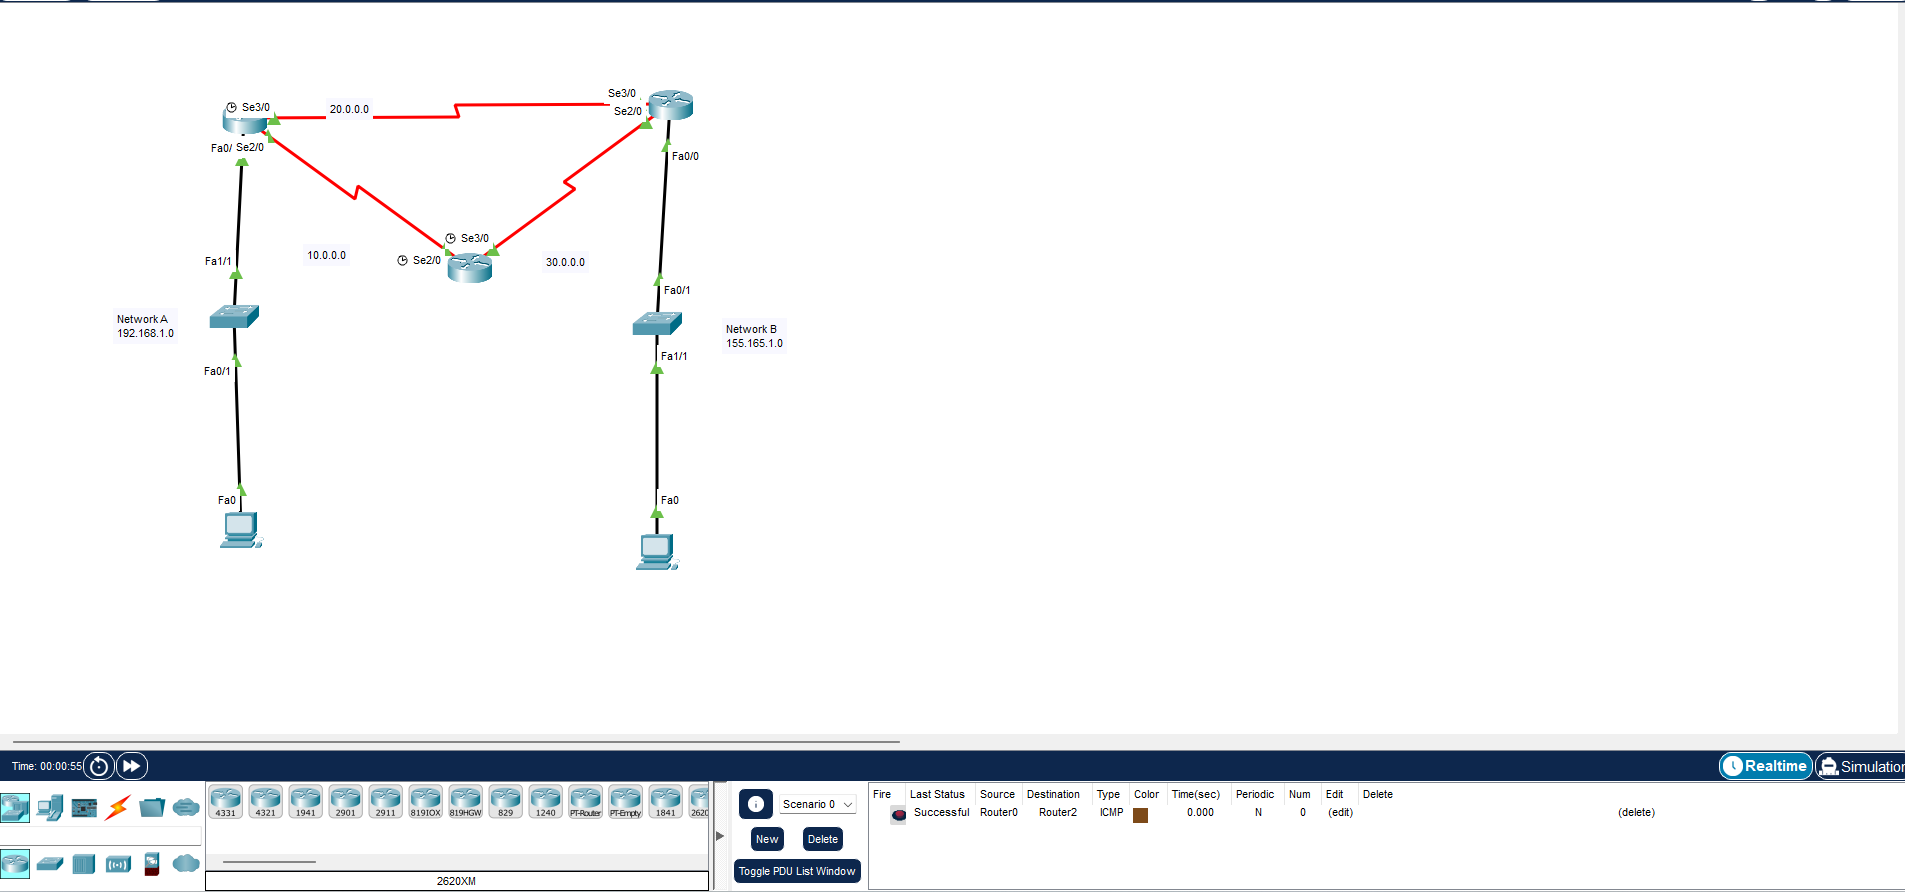 Se3/0
20.0.0.0
Se3/0
Se2/0
Fa0/ Se2/0
Fa0/0
Se3/0
Fa1/1
10.0.0.0
Se2/0
30.0.0.0
Fa0/1
Network A
192.168.1.0
Network B
155.165.1.0
Fa1/1
Fa0/1
Fa0
Fa0
Time: 00:00:55
Realtime
Simulation
4331
4321
1941
2901
2911
819IOX
819HGW
829
1240
PT-Router
PT-Empty
1841
2620
2620XM
Scenario 0
New
Delete
Toggle PDU List Window
Fire Last Status Source Destination Type Color Time(sec) Periodic Num Edit Delete
Successful Router0 Router2 ICMP 0.000 N 0 (edit) (delete)